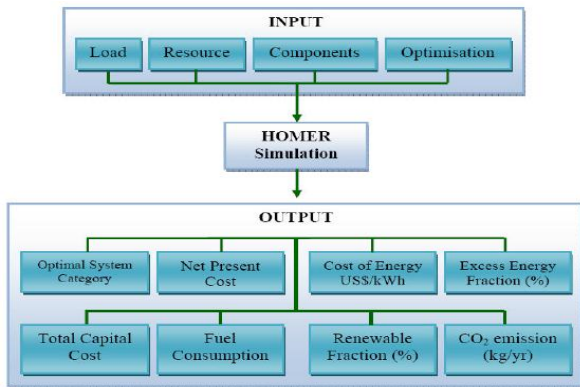 INPUT
Load
Resource
Components
Optimisation
HOMER
Simulation
OUTPUT
Optimal System
Category
Net Present
Cost
Cost of Energy
US$/kWh
Excess Energy
Fraction (%)
Total Capital
Cost
Fuel
Consumption
Renewable
Fraction (%)
CO₂ emission
(kg/yr)